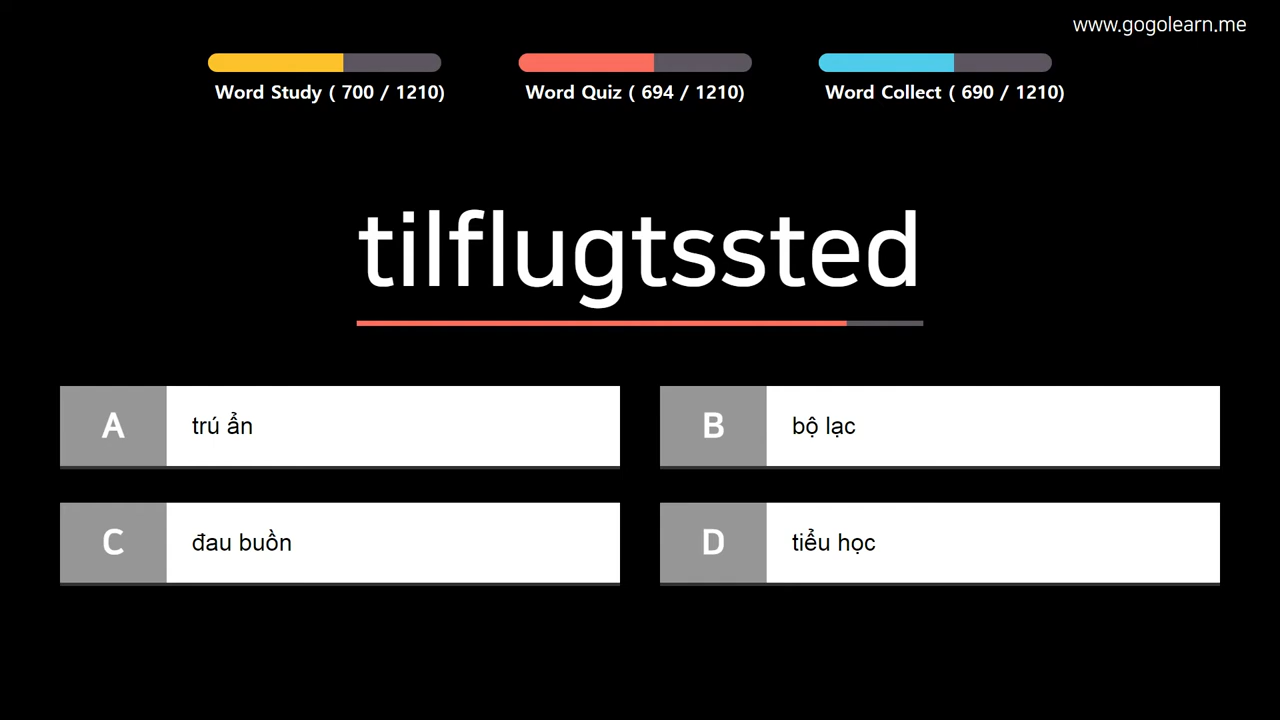 www.gogolearn.me
Word Study ( 700 / 1210)
Word Quiz ( 694 / 1210)
Word Collect ( 690 / 1210)
tilflugtssted
A trú ẩn
B bộ lạc
C đau buồn
D tiểu học